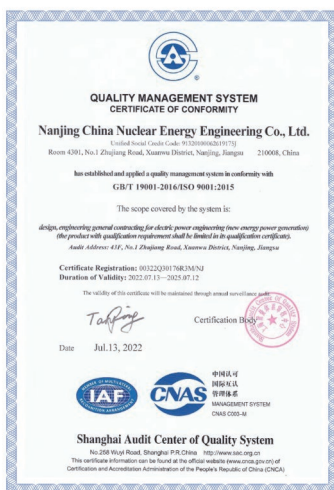 QUALITY MANAGEMENT SYSTEM
CERTIFICATE OF CONFORMITY
Nanjing China Nuclear Energy Engineering Co., Ltd.
Unified Social Credit Code: 91320100062619173J
Room 4301, No.1 Zhujiang Road, Xuanwu District, Nanjing, Jiangsu 210008, China
has established and applied a quality management system in conformity with
GB/T 19001-2016/ISO 9001:2015
The scope covered by the system is:
design, engineering general contracting for electric power engineering (new energy power generation)
(the product with qualification requirement shall be limited in its qualification certificate).
Audit Address: 43F, No.1 Zhujiang Road, Xuanwu District, Nanjing, Jiangsu
Certificate Registration: 00322Q30176R3M/NJ
Duration of Validity: 2022.07.13—2025.07.12
The validity of this certificate will be maintained through annual surveillance audit
Certification Body
Date Jul.13, 2022
IAF
CNAS
中国认可
国际互认
管理体系
MANAGEMENT SYSTEM
CNAS C003-M
Shanghai Audit Center of Quality System
No.258 Wuyi Road, Shanghai P.R.China http://www.sac.org.cn
This certificate information can be found at the official website (www.cnca.gov.cn) of
Certification and Accreditation Administration of the People's Republic of China (CNCA)